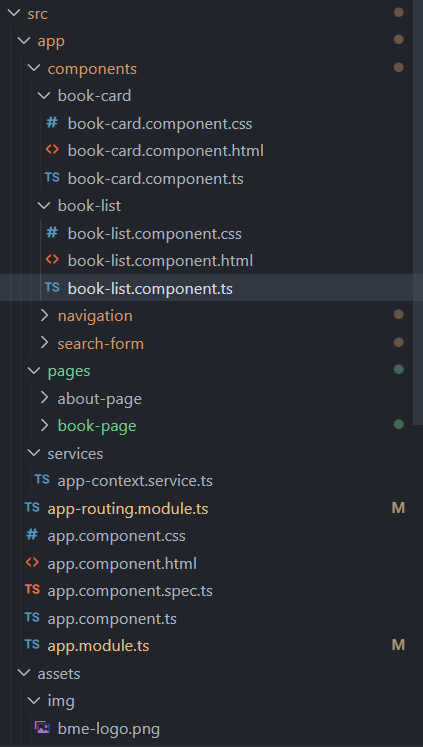 src
app
components
book-card
# book-card.component.css
<> book-card.component.html
TS book-card.component.ts
book-list
# book-list.component.css
<> book-list.component.html
TS book-list.component.ts
navigation
search-form
pages
about-page
book-page
services
TS app-context.service.ts
TS app-routing.module.ts M
# app.component.css
<> app.component.html
TS app.component.spec.ts
TS app.component.ts
TS app.module.ts M
assets
img
bme-logo.png